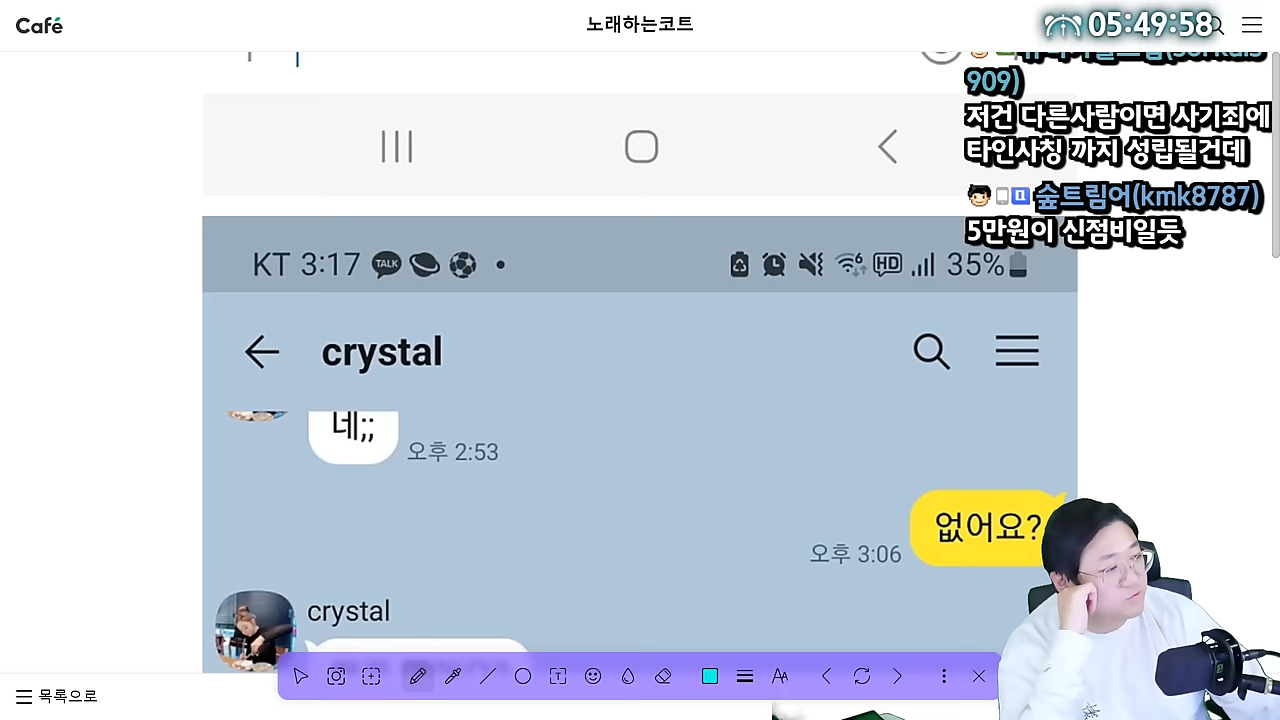 Café
노래하는코트
05:49:58
909)
저건 다른사람이면 사기죄에
타인사칭 까지 성립될건데
숲트림어(kmk8787)
5만원이 신점비일듯
KT 3:17 TALK
6 HD 35%
crystal
네;;
오후 2:53
없어요?
오후 3:06
crystal
목록으로